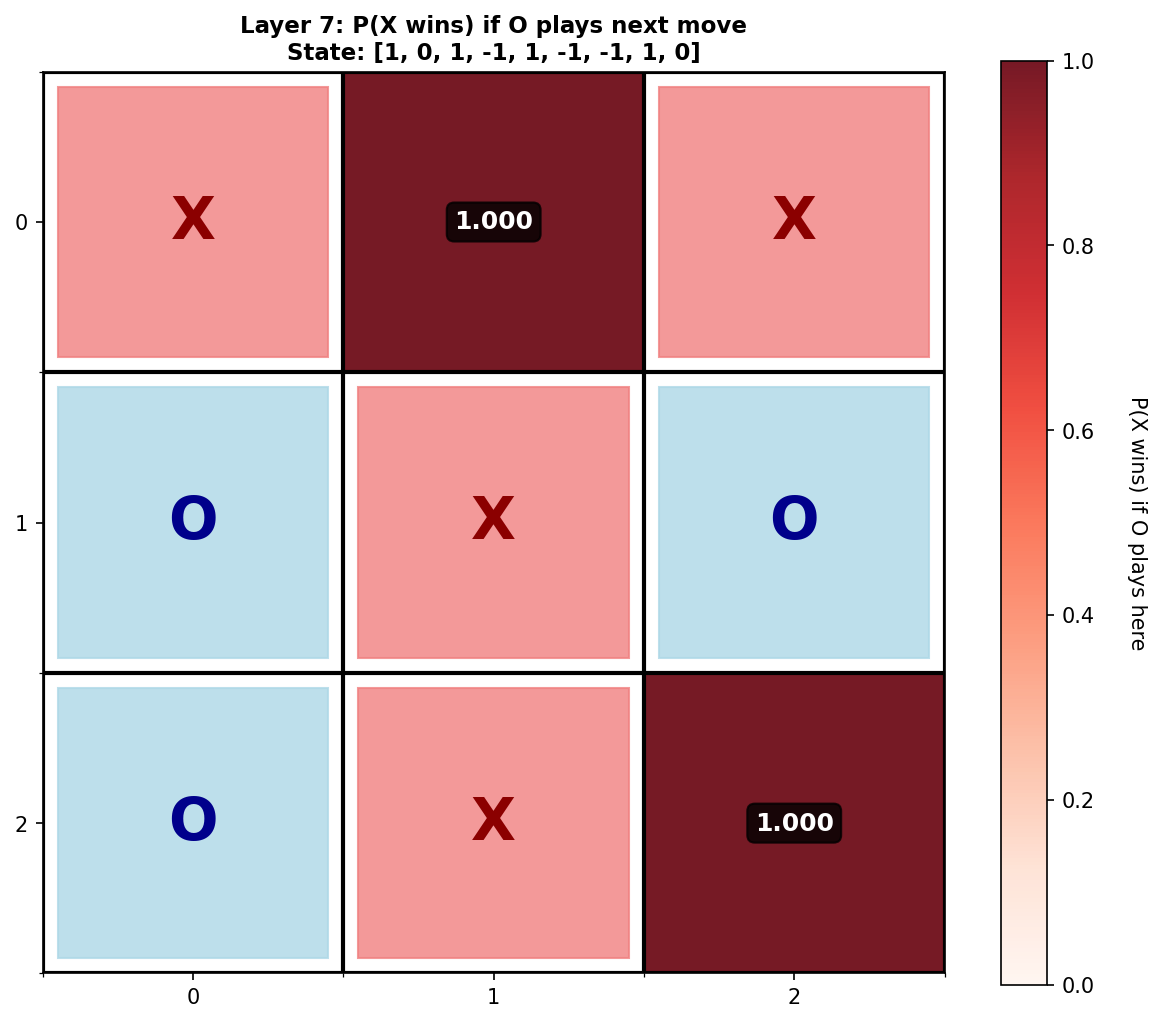 Layer 7: P(X wins) if O plays next move
State: [1, 0, 1, -1, 1, -1, -1, 1, 0]
0
X
1.000
X
1
O
X
O
2
O
X
1.000
0
1
2
1.0
0.8
0.6
0.4
0.2
0.0
P(X wins) if O plays here